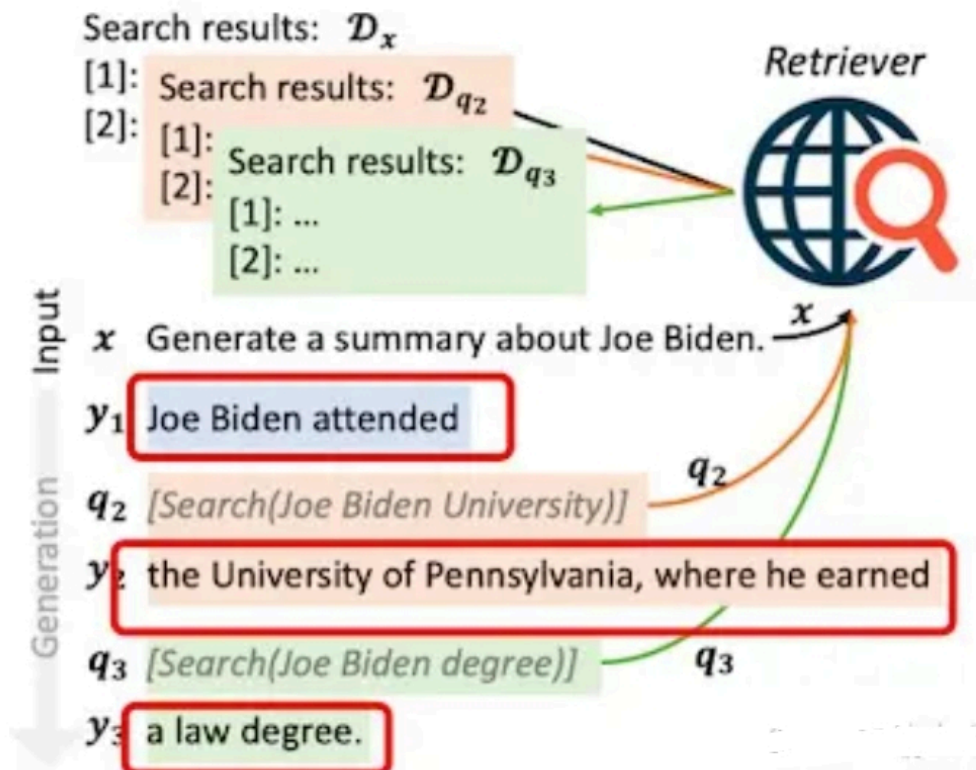 Search results: 𝒟ₓ
[1]:
[2]:
Search results: 𝒟q₂
[1]:
[2]:
Search results: 𝒟q₃
[1]: ...
[2]: ...
Retriever
Input
x Generate a summary about Joe Biden.
x
y₁ Joe Biden attended
Generation
q₂ [Search(Joe Biden University)]
q₂
y₂ the University of Pennsylvania, where he earned
q₃ [Search(Joe Biden degree)]
q₃
y₃ a law degree.